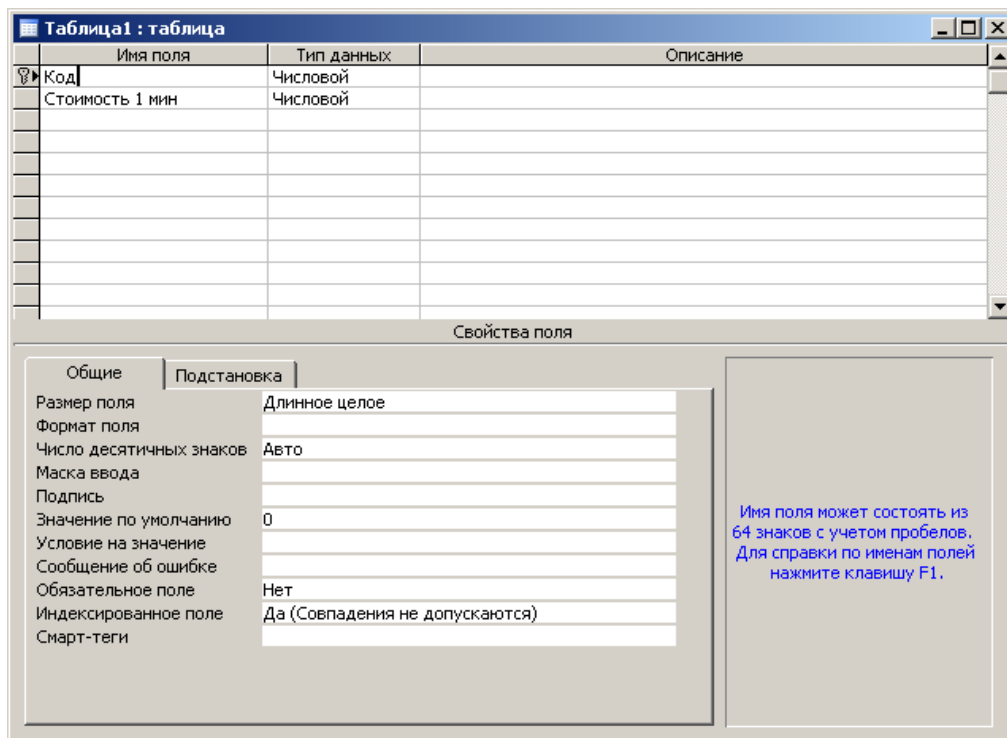 Таблица1 : таблица
Имя поля Тип данных Описание
Код Числовой
Стоимость 1 мин Числовой
Свойства поля
Общие Подстановка
Размер поля Длинное целое
Формат поля
Число десятичных знаков Авто
Маска ввода
Подпись
Значение по умолчанию 0
Условие на значение
Сообщение об ошибке
Обязательное поле Нет
Индексированное поле Да (Совпадения не допускаются)
Смарт-теги
Имя поля может состоять из
64 знаков с учетом пробелов.
Для справки по именам полей
нажмите клавишу F1.